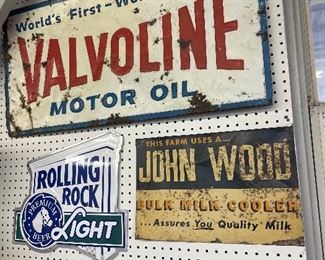 World's First - Wo
VALVOLINE
MOTOR OIL
ROLLING
ROCK
PREMIUM
BEER
Light
THIS FARM USES A...
JOHN WOOD
BULK MILK COOLER
...Assures You Quality Milk